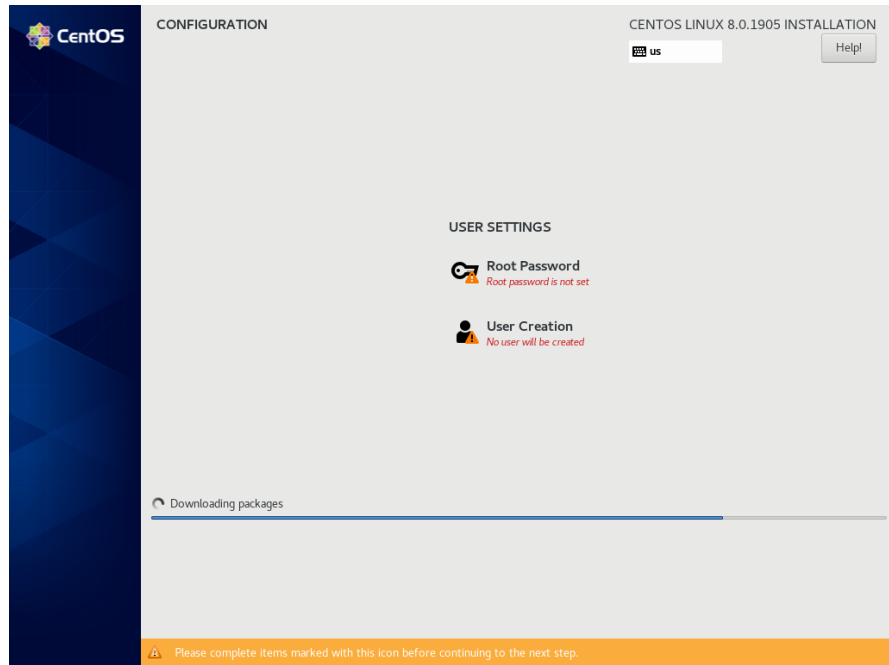 CentOS
CONFIGURATION
CENTOS LINUX 8.0.1905 INSTALLATION
us
Help!
USER SETTINGS
Root Password
Root password is not set
User Creation
No user will be created
Downloading packages
Please complete items marked with this icon before continuing to the next step.